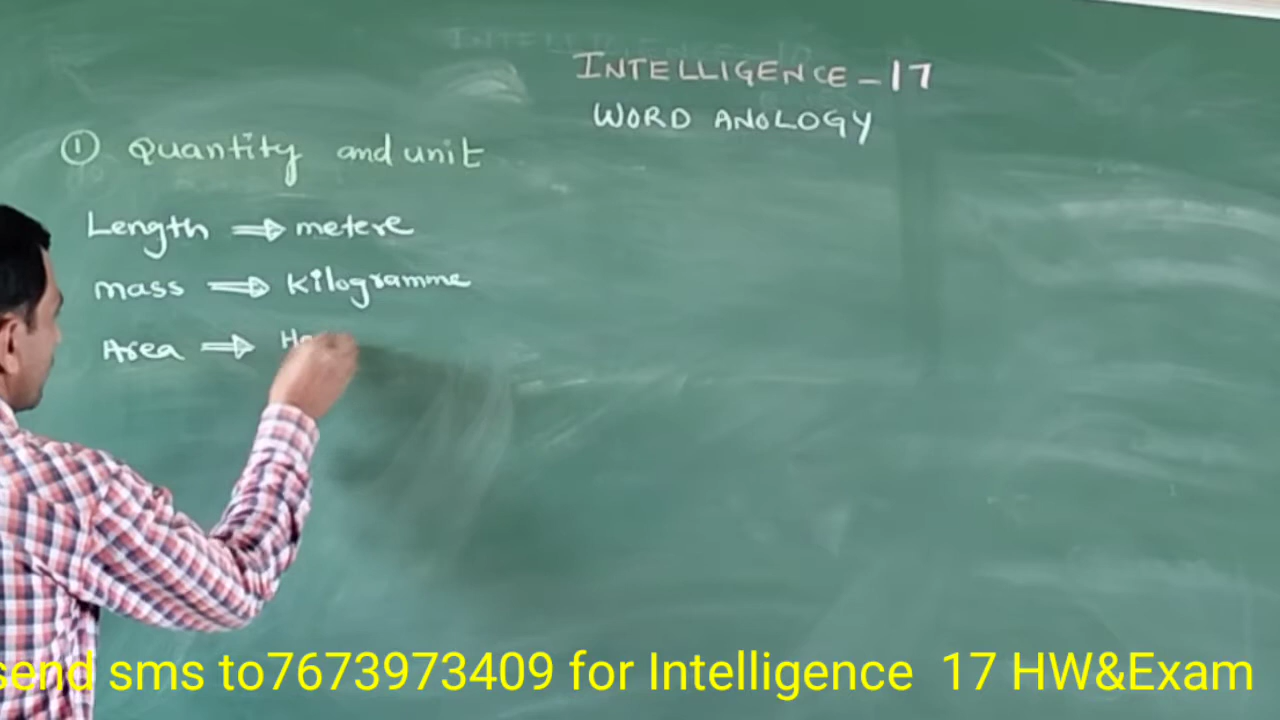 INTELLIGENCE - 17
WORD ANOLOGY
① Quantity and unit
Length ⇒ metere
mass ⇒ Kilogramme
Area ⇒
send sms to7673973409 for Intelligence 17 HW&Exam